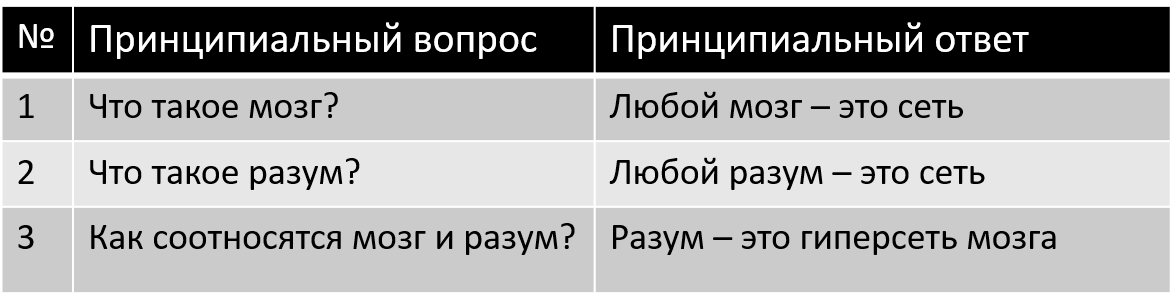 № Принципиальный вопрос Принципиальный ответ
1 Что такое мозг? Любой мозг – это сеть
2 Что такое разум? Любой разум – это сеть
3 Как соотносятся мозг и разум? Разум – это гиперсеть мозга